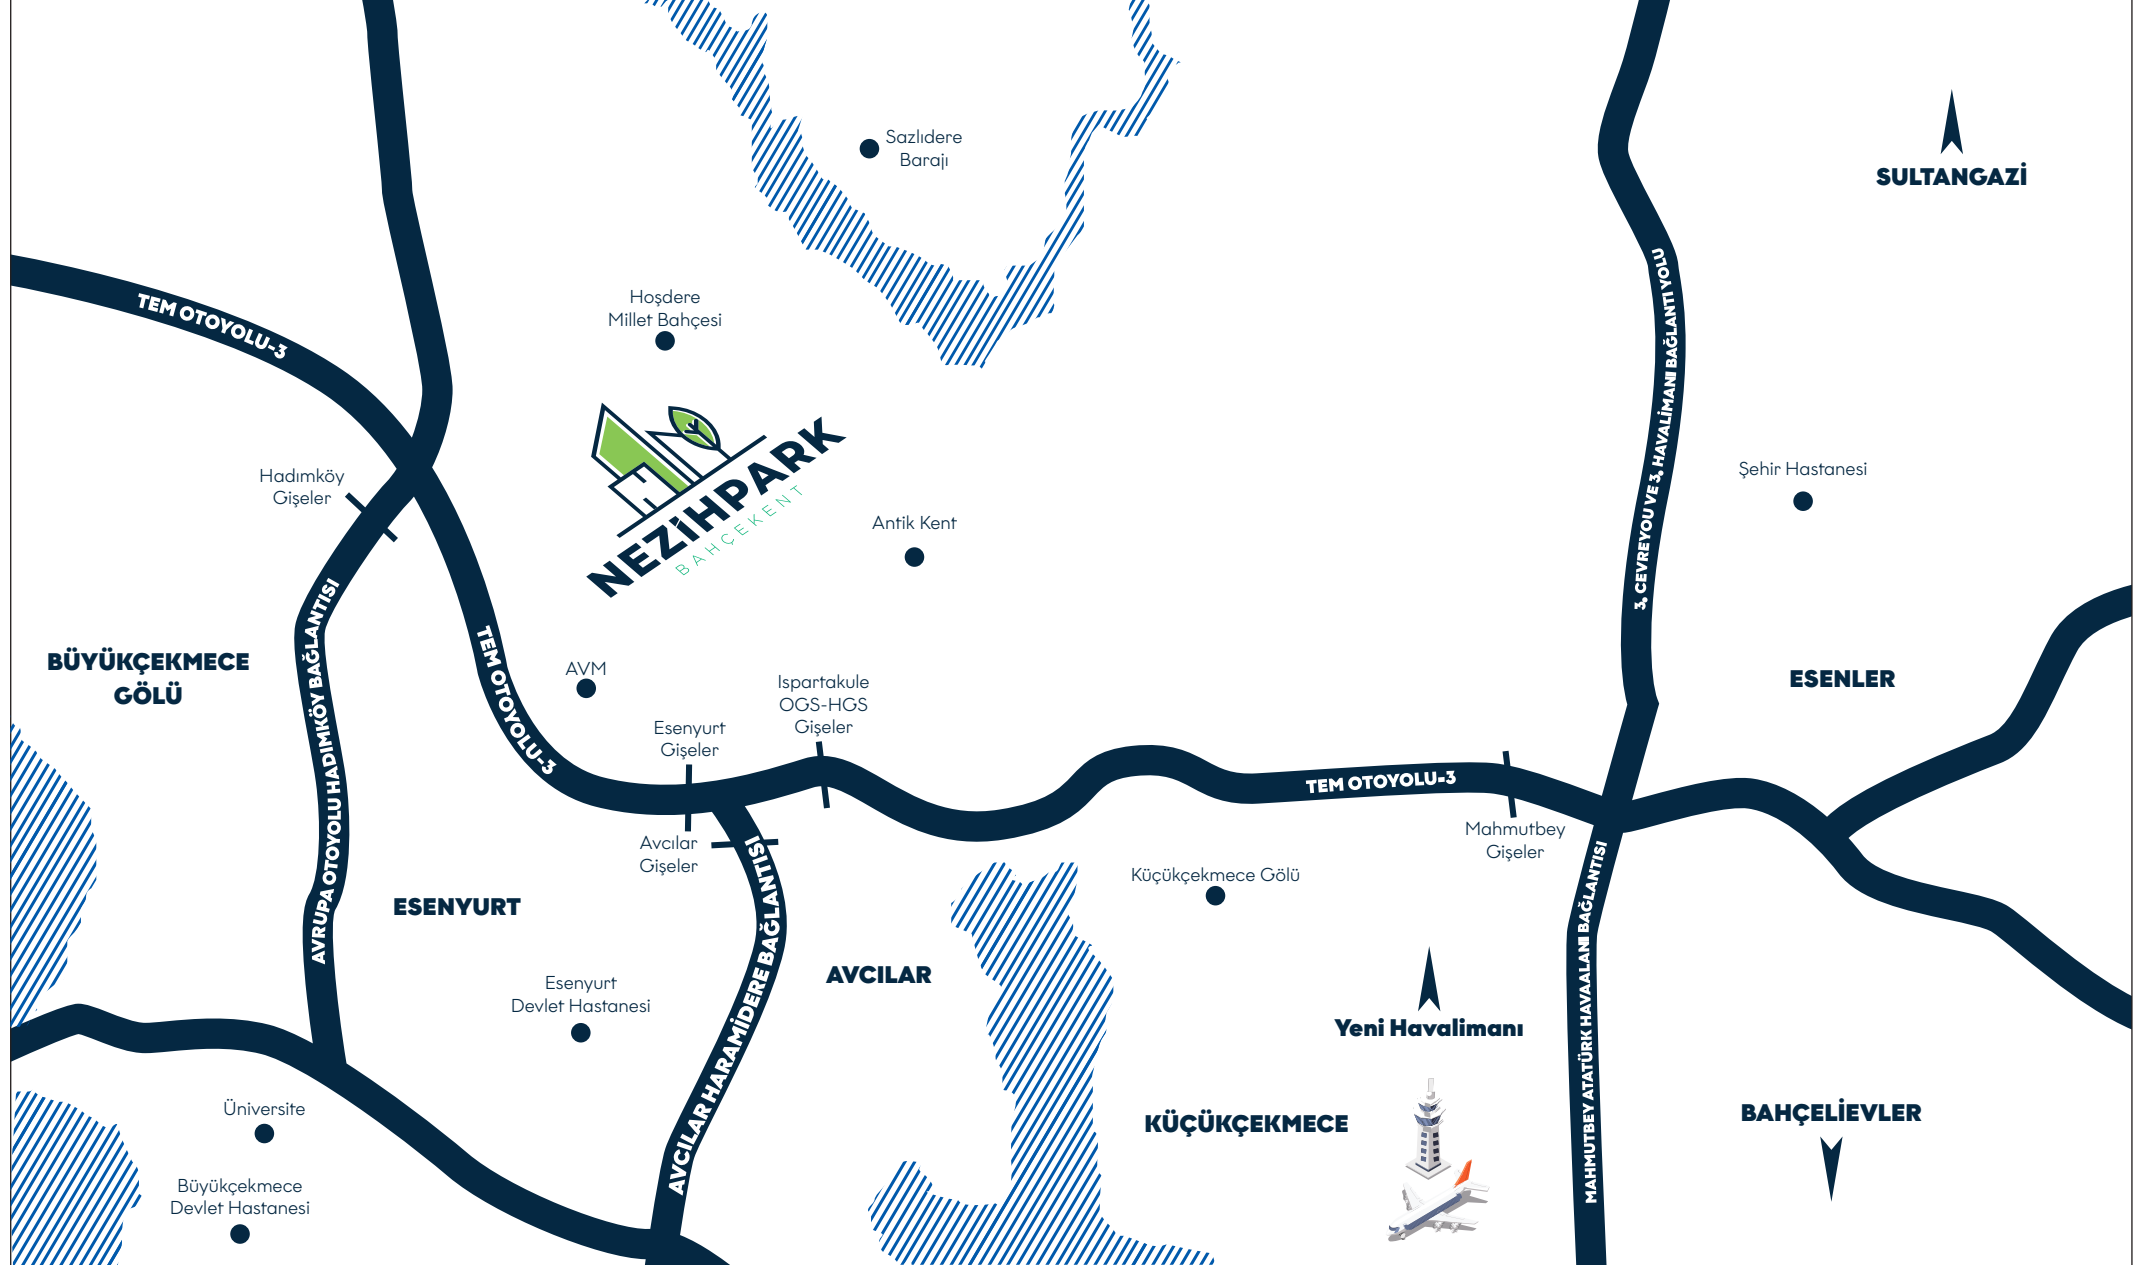 Sazlıdere
Barajı
SULTANGAZİ
TEM OTOYOLU-3
Hoşdere
Millet Bahçesi
3. CEVREYOU VE 3. HAVALİMANI BAĞLANTI YOLU
NEZİHPARK
BAHÇEKENT
Hadımköy
Gişeler
Antik Kent
Şehir Hastanesi
AVRUPA OTOYOLU HADIMKÖY BAĞLANTISI
BÜYÜKÇEKMECE
GÖLÜ
TEM OTOYOLU-3
AVM
Ispartakule
OGS-HGS
Gişeler
ESENLER
Esenyurt
Gişeler
TEM OTOYOLU-3
Avcılar
Gişeler
Mahmutbey
Gişeler
AVCILAR HARAMİDERE BAĞLANTISI
MAHMUTBEY ATATÜRK HAVAALANI BAĞLANTISI
Küçükçekmece Gölü
ESENYURT
AVCILAR
Esenyurt
Devlet Hastanesi
Yeni Havalimanı
Üniversite
KÜÇÜKÇEKMECE
BAHÇELİEVLER
Büyükçekmece
Devlet Hastanesi